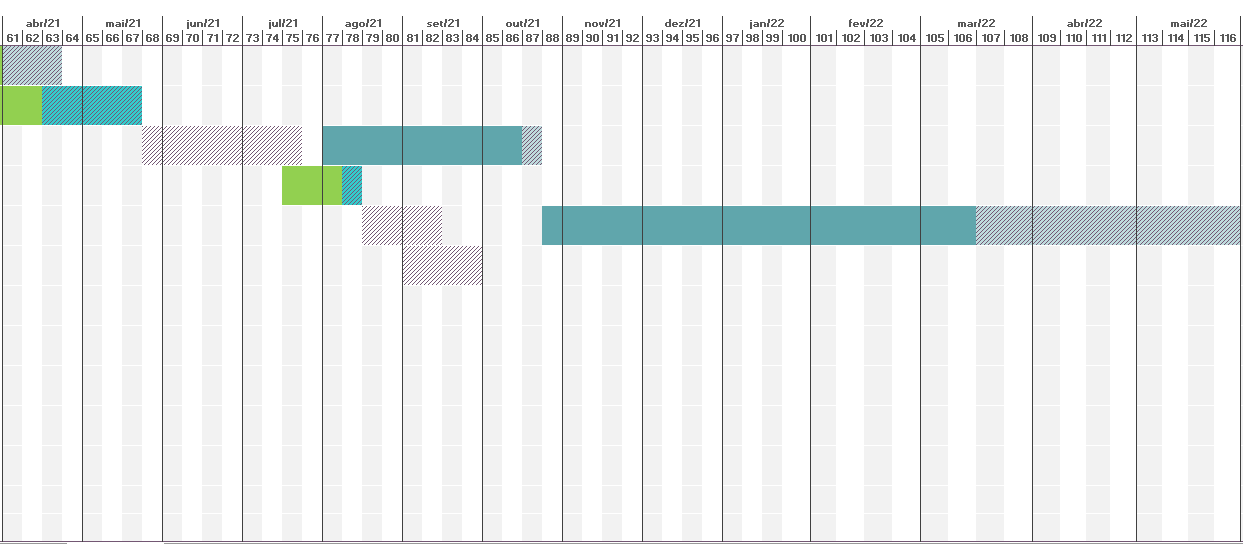 abr/21 mai/21 jun/21 jul/21 ago/21 set/21 out/21 nov/21 dez/21 jan/22 fev/22 mar/22 abr/22 mai/22
61 62 63 64 65 66 67 68 69 70 71 72 73 74 75 76 77 78 79 80 81 82 83 84 85 86 87 88 89 90 91 92 93 94 95 96 97 98 99 100 101 102 103 104 105 106 107 108 109 110 111 112 113 114 115 116